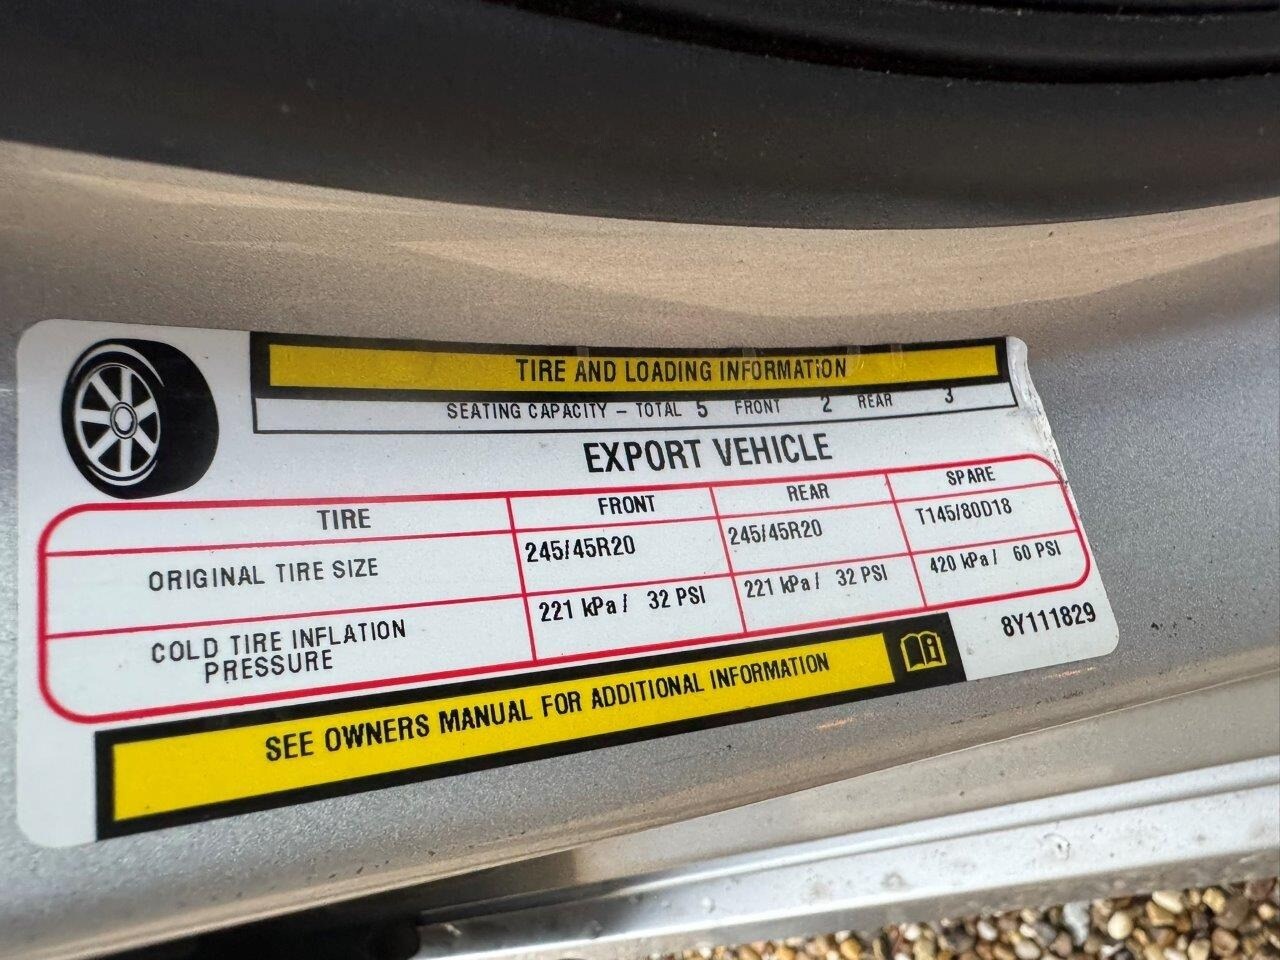 TIRE AND LOADING INFORMATION
SEATING CAPACITY – TOTAL 5 FRONT 2 REAR 3
EXPORT VEHICLE
TIRE FRONT REAR SPARE
ORIGINAL TIRE SIZE 245/45R20 245/45R20 T145/80D18
COLD TIRE INFLATION PRESSURE 221 kPa / 32 PSI 221 kPa / 32 PSI 420 kPa / 60 PSI
8Y111829
SEE OWNERS MANUAL FOR ADDITIONAL INFORMATION